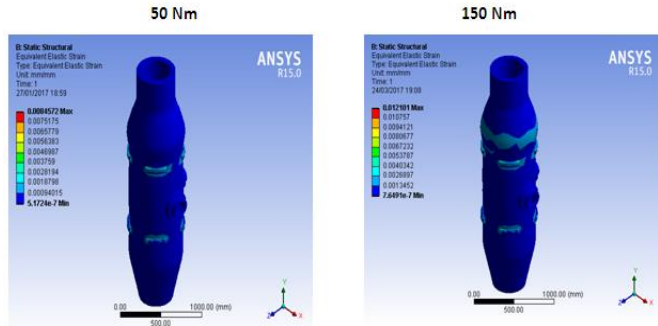 50 Nm
B: Static Structural
Equivalent Elastic Strain
Type: Equivalent Elastic Strain
Unit: mm/mm
Time: 1
27/01/2017 18:59
ANSYS
R15.0
0.0084572 Max
0.0075175
0.0065779
0.0056383
0.0046987
0.003759
0.0028194
0.0018798
0.00094015
5.1724e-7 Min
0.00
500.00
1000.00 (mm)
Y
Z
X
150 Nm
B: Static Structural
Equivalent Elastic Strain
Type: Equivalent Elastic Strain
Unit: mm/mm
Time: 1
24/03/2017 19:08
ANSYS
R15.0
0.012101 Max
0.010757
0.0094121
0.0080677
0.0067232
0.0053787
0.0040342
0.0026897
0.0013452
7.6491e-7 Min
0.00
500.00
1000.00 (mm)
Y
Z
X